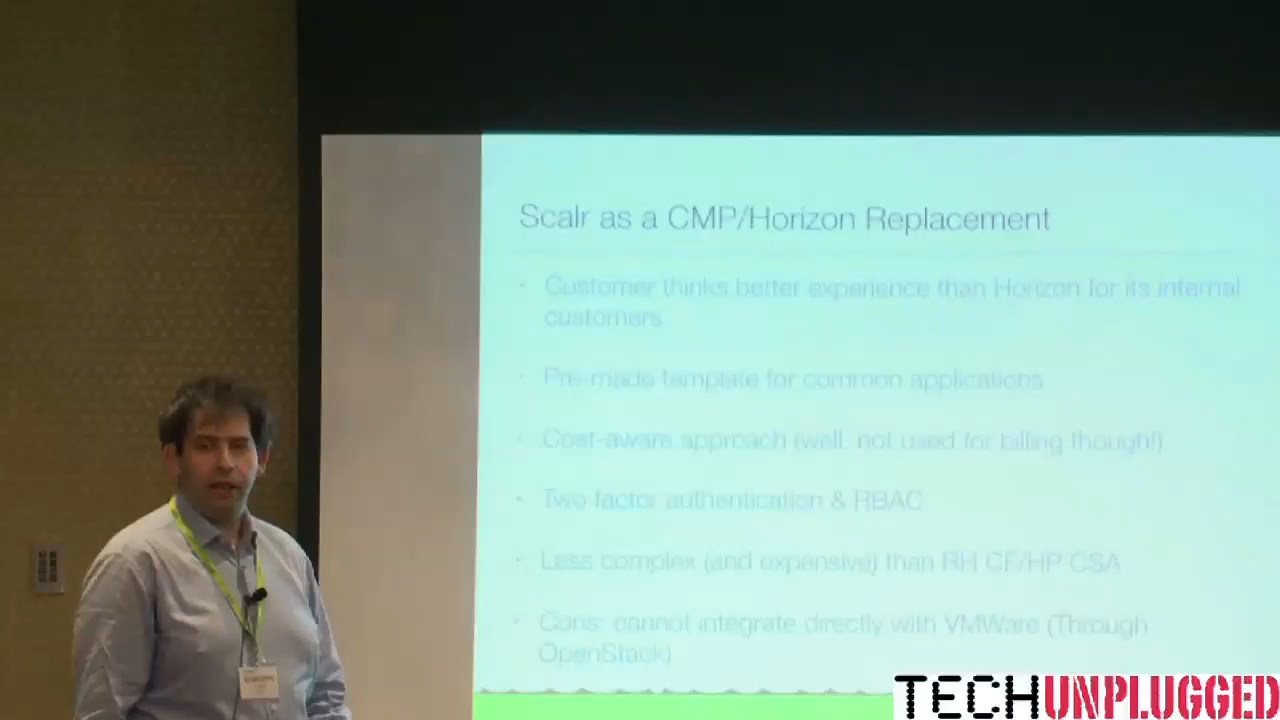 Scalr as a CMP/Horizon Replacement
• Customer thinks better experience than Horizon for its internal
customers
• Pre-made template for common applications
• Cost-aware approach (well, not used for billing though!)
• Two factor authentication & RBAC
• Less complex (and expensive) than RH CF/HP CSA
• Cons: cannot integrate directly with VMWare (Through
OpenStack)
TECHUNPLUGGED